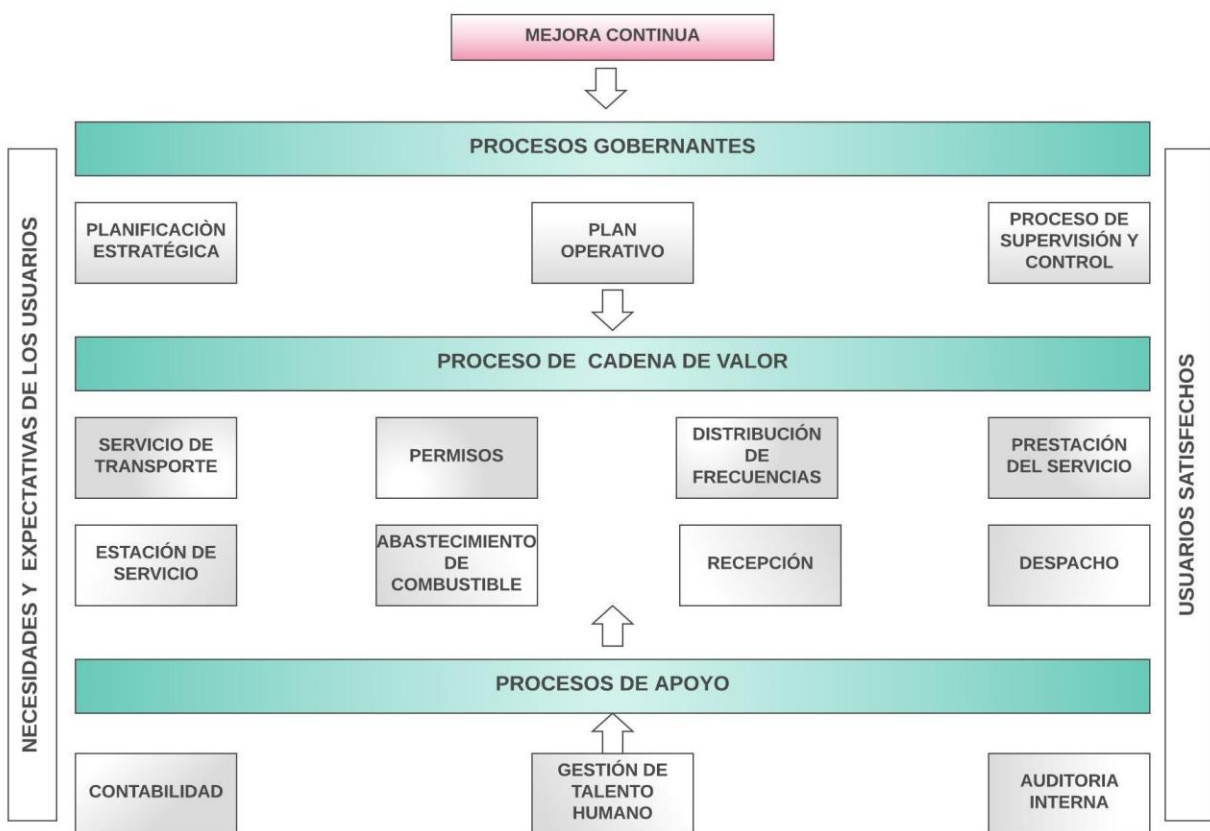 MEJORA CONTINUA
PROCESOS GOBERNANTES
NECESIDADES Y EXPECTATIVAS DE LOS USUARIOS
PLANIFICACIÒN
ESTRATÉGICA
PLAN
OPERATIVO
PROCESO DE
SUPERVISIÓN Y
CONTROL
USUARIOS SATISFECHOS
PROCESO DE CADENA DE VALOR
SERVICIO DE
TRANSPORTE
PERMISOS
DISTRIBUCIÓN
DE
FRECUENCIAS
PRESTACIÓN
DEL SERVICIO
ESTACIÓN DE
SERVICIO
ABASTECIMIENTO
DE
COMBUSTIBLE
RECEPCIÓN
DESPACHO
PROCESOS DE APOYO
CONTABILIDAD
GESTIÓN DE
TALENTO
HUMANO
AUDITORIA
INTERNA